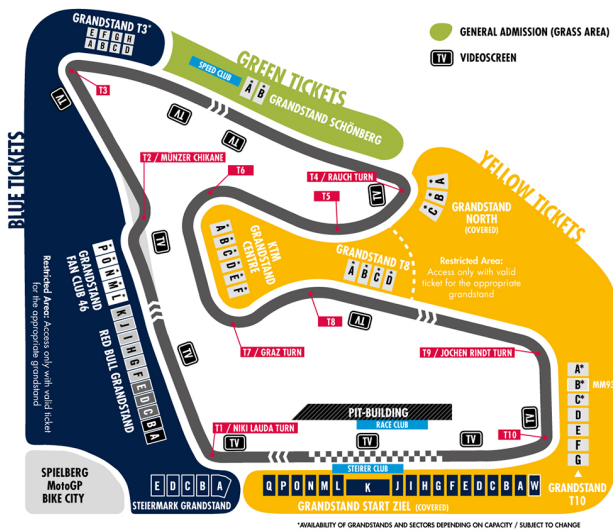 GRANDSTAND T3*
E F G H
A B C D
GENERAL ADMISSION (GRASS AREA)
TV VIDEOSCREEN
GREEN TICKETS
SPEED CLUB
A B
GRANDSTAND SCHÖNBERG
TV
T3
TV
TV
T2 / MÜNZER CHIKANE
T6
T4 / RAUCH TURN
TV
T5
YELLOW TICKETS
C B A
GRANDSTAND
NORTH
(COVERED)
BLUE TICKETS
TV
A B C D E F
KTM
GRANDSTAND
CENTRE
GRANDSTAND T8
A B C D
Restricted Area:
Access only with valid
ticket for the appropriate
grandstand
Restricted Area: Access only with valid ticket
for the appropriate grandstand
GRANDSTAND
FAN CLUB 46
P O N M L
RED BULL GRANDSTAND
K J I H G F E D C B A
T8
TV
T7 / GRAZ TURN
TV
T9 / JOCHEN RINDT TURN
A*
B* MM93
C*
D
E
F
G
GRANDSTAND
T10
PIT-BUILDING
RACE CLUB
T1 / NIKI LAUDA TURN
TV
TV
TV
TV
T10
STEIRER CLUB
SPIELBERG
MotoGP
BIKE CITY
E D C B A
STEIERMARK GRANDSTAND
Q P O N M L K J I H G F E D C B A W
GRANDSTAND START ZIEL (COVERED)
*AVAILABILITY OF GRANDSTANDS AND SECTORS DEPENDING ON CAPACITY / SUBJECT TO CHANGE